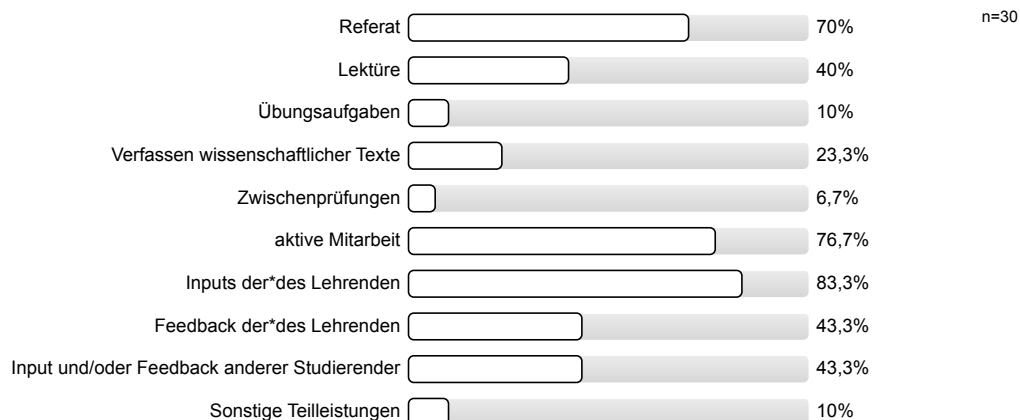 Referat 70%
n=30
Lektüre 40%
Übungsaufgaben 10%
Verfassen wissenschaftlicher Texte 23,3%
Zwischenprüfungen 6,7%
aktive Mitarbeit 76,7%
Inputs der*des Lehrenden 83,3%
Feedback der*des Lehrenden 43,3%
Input und/oder Feedback anderer Studierender 43,3%
Sonstige Teilleistungen 10%